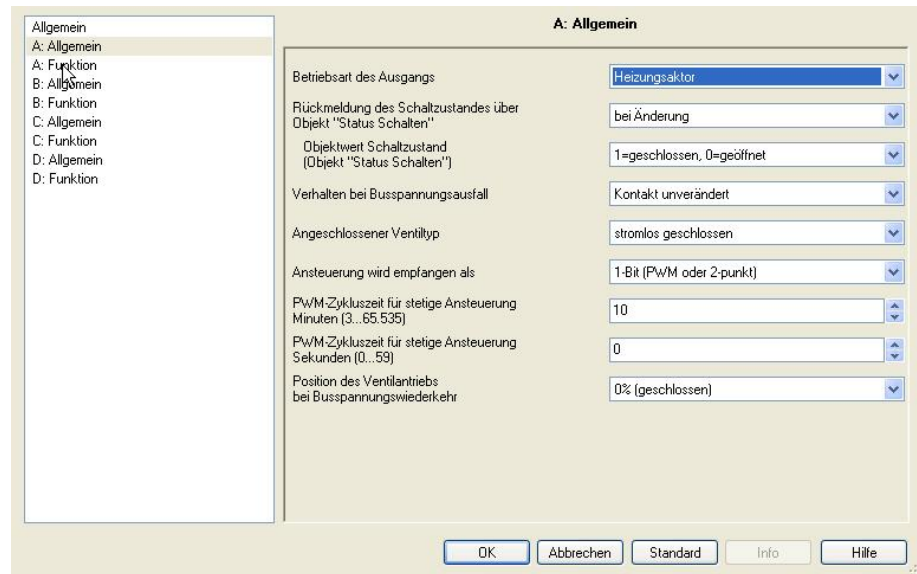 Allgemein
A: Allgemein
A: Funktion
B: Allgemein
B: Funktion
C: Allgemein
C: Funktion
D: Allgemein
D: Funktion
A: Allgemein
Betriebsart des Ausgangs
Heizungsaktor
Rückmeldung des Schaltzustandes über
Objekt "Status Schalten"
bei Änderung
Objektwert Schaltzustand
(Objekt "Status Schalten")
1=geschlossen, 0=geöffnet
Verhalten bei Busspannungsausfall
Kontakt unverändert
Angeschlossener Ventiltyp
stromlos geschlossen
Ansteuerung wird empfangen als
1-Bit (PWM oder 2-punkt)
PWM-Zykluszeit für stetige Ansteuerung
Minuten (3...65.535)
10
PWM-Zykluszeit für stetige Ansteuerung
Sekunden (0...59)
0
Position des Ventilantriebs
bei Busspannungswiederkehr
0% (geschlossen)
OK
Abbrechen
Standard
Info
Hilfe